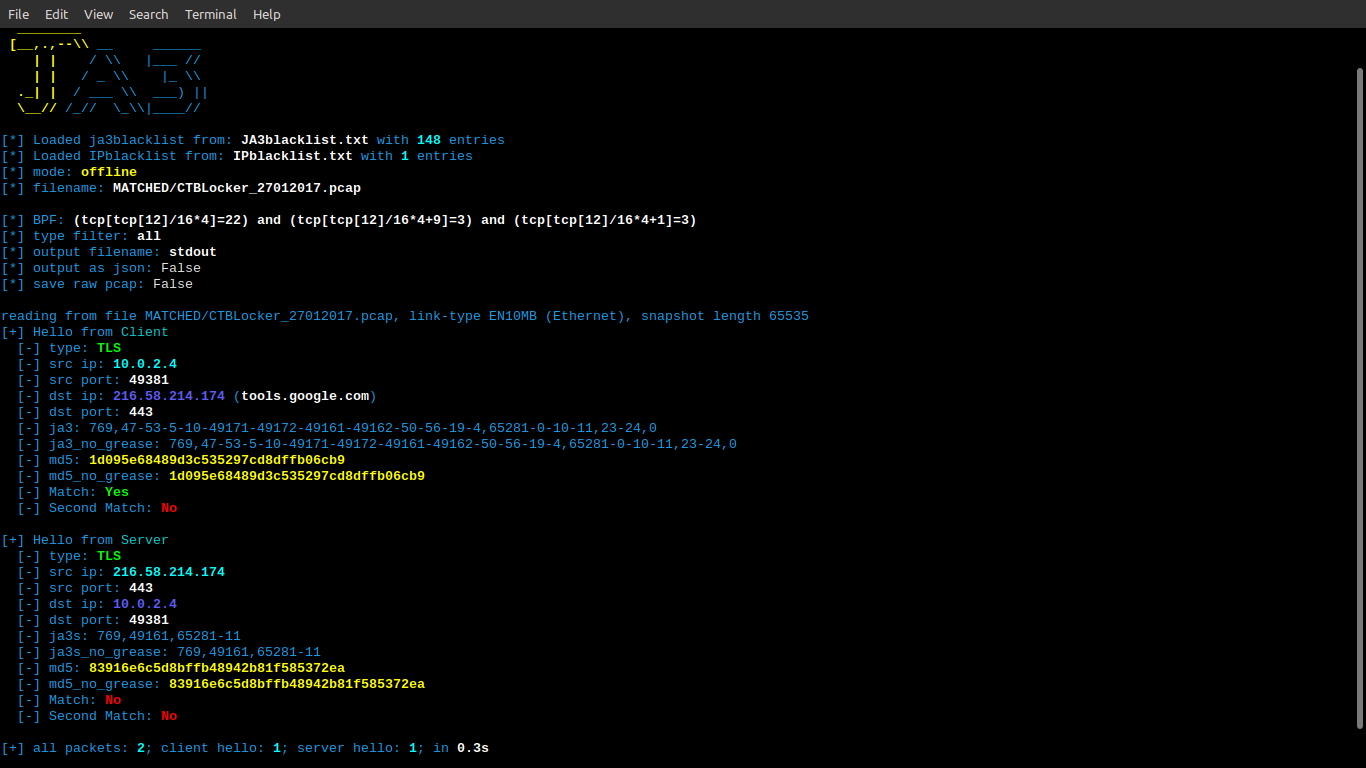 File Edit View Search Terminal Help
________
[__,.,--\\ __     ______
| |    / \\   |___ //
| |   / _ \\    |_ \\
._| |  / ___ \\  ___) ||
\__// /_//  \_\\|____//
[*] Loaded ja3blacklist from: JA3blacklist.txt with 148 entries
[*] Loaded IPblacklist from: IPblacklist.txt with 1 entries
[*] mode: offline
[*] filename: MATCHED/CTBLocker_27012017.pcap
[*] BPF: (tcp[tcp[12]/16*4]=22) and (tcp[tcp[12]/16*4+9]=3) and (tcp[tcp[12]/16*4+1]=3)
[*] type filter: all
[*] output filename: stdout
[*] output as json: False
[*] save raw pcap: False
reading from file MATCHED/CTBLocker_27012017.pcap, link-type EN10MB (Ethernet), snapshot length 65535
[+] Hello from Client
[-] type: TLS
[-] src ip: 10.0.2.4
[-] src port: 49381
[-] dst ip: 216.58.214.174 (tools.google.com)
[-] dst port: 443
[-] ja3: 769,47-53-5-10-49171-49172-49161-49162-50-56-19-4,65281-0-10-11,23-24,0
[-] ja3_no_grease: 769,47-53-5-10-49171-49172-49161-49162-50-56-19-4,65281-0-10-11,23-24,0
[-] md5: 1d095e68489d3c535297cd8dffb06cb9
[-] md5_no_grease: 1d095e68489d3c535297cd8dffb06cb9
[-] Match: Yes
[-] Second Match: No
[+] Hello from Server
[-] type: TLS
[-] src ip: 216.58.214.174
[-] src port: 443
[-] dst ip: 10.0.2.4
[-] dst port: 49381
[-] ja3s: 769,49161,65281-11
[-] ja3s_no_grease: 769,49161,65281-11
[-] md5: 83916e6c5d8bffb48942b81f585372ea
[-] md5_no_grease: 83916e6c5d8bffb48942b81f585372ea
[-] Match: No
[-] Second Match: No
[+] all packets: 2; client hello: 1; server hello: 1; in 0.3s